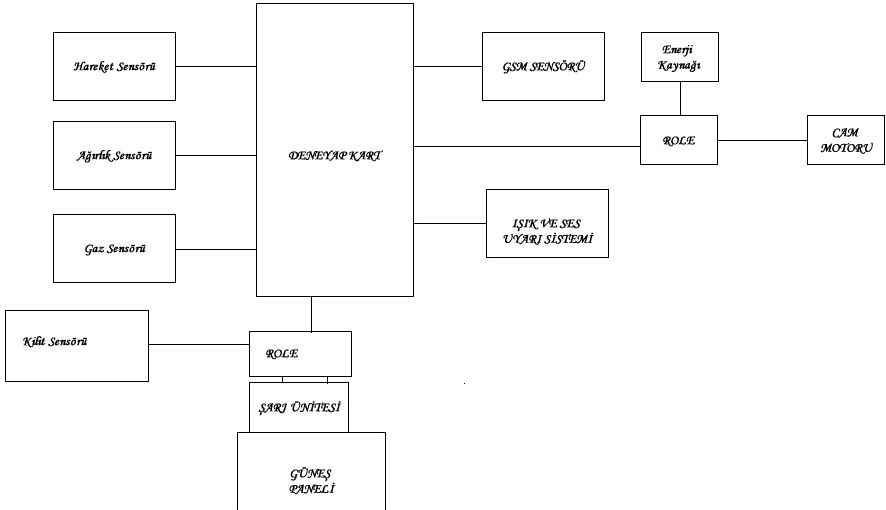 Hareket Sensörü
GSM SENSÖRÜ
Enerji
Kaynağı
Ağırlık Sensörü
DENEYAP KART
ROLE
CAM
MOTORU
Gaz Sensörü
IŞIK VE SES
UYARI SİSTEMİ
Kilit Sensörü
ROLE
ŞARJ ÜNİTESİ
GÜNEŞ
PANELİ